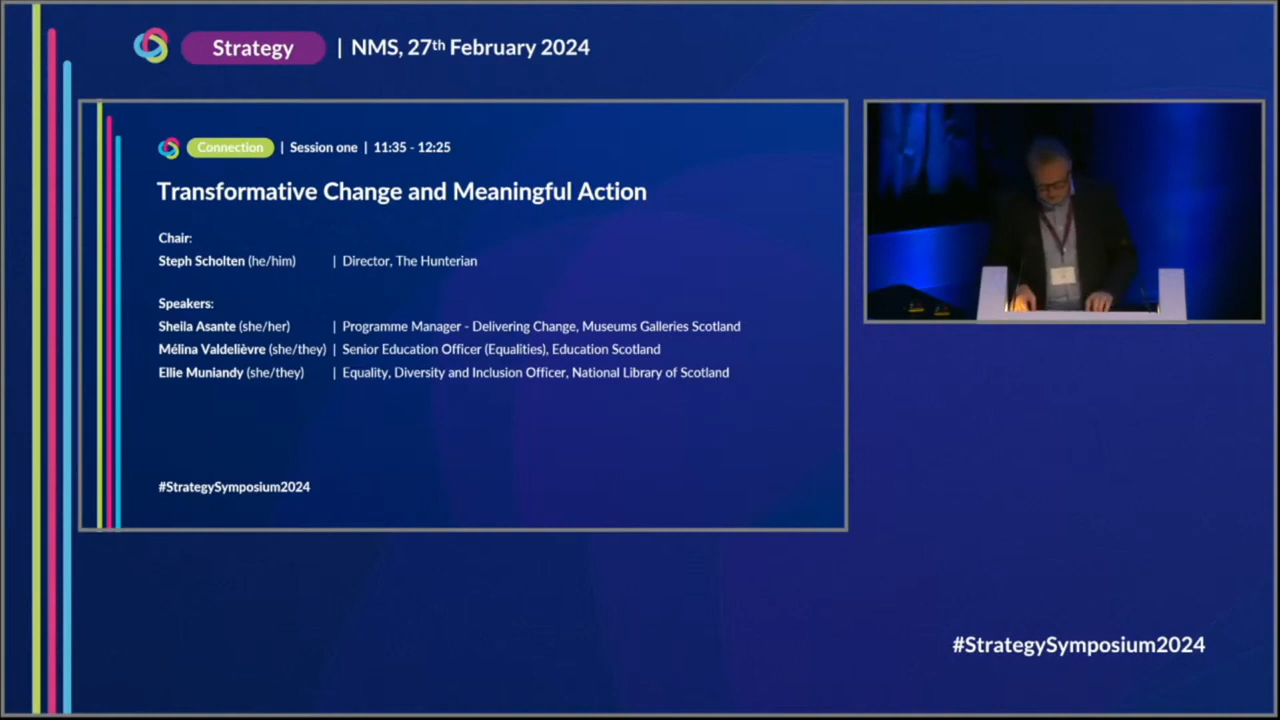 Strategy | NMS, 27th February 2024
Connection | Session one | 11:35 - 12:25
Transformative Change and Meaningful Action
Chair:
Steph Scholten (he/him) | Director, The Hunterian
Speakers:
Sheila Asante (she/her) | Programme Manager - Delivering Change, Museums Galleries Scotland
Mélina Valdelièvre (she/they) | Senior Education Officer (Equalities), Education Scotland
Ellie Muniandy (she/they) | Equality, Diversity and Inclusion Officer, National Library of Scotland
#StrategySymposium2024
#StrategySymposium2024